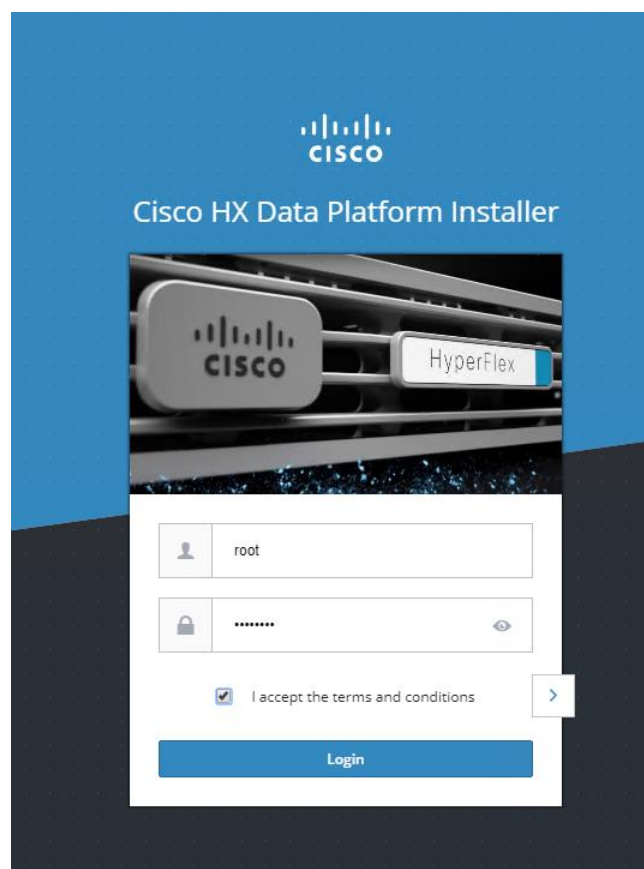 CISCO
Cisco HX Data Platform Installer
CISCO
HyperFlex
root
••••••••
I accept the terms and conditions
Login